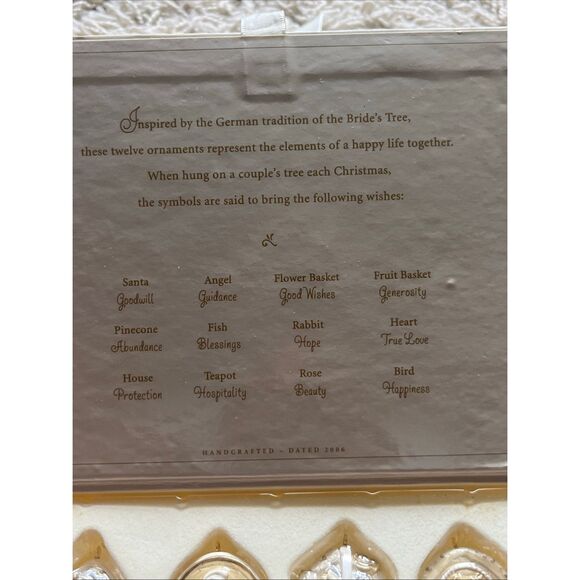 Inspired by the German tradition of the Bride's Tree,
these twelve ornaments represent the elements of a happy life together.
When hung on a couple's tree each Christmas,
the symbols are said to bring the following wishes:
Santa Angel Flower Basket Fruit Basket
Goodwill Guidance Good Wishes Generosity
Pinecone Fish Rabbit Heart
Abundance Blessings Hope True Love
House Teapot Rose Bird
Protection Hospitality Beauty Happiness
HANDCRAFTED ~ DATED 2006